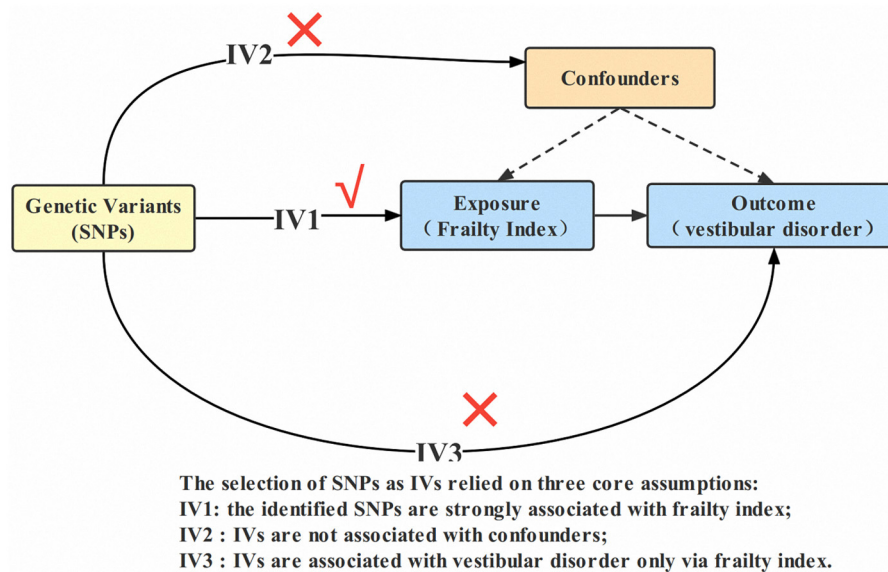 IV2
Confounders
Genetic Variants
(SNPs)
IV1
Exposure
（Frailty Index）
Outcome
（vestibular disorder）
IV3
The selection of SNPs as IVs relied on three core assumptions:
IV1: the identified SNPs are strongly associated with frailty index;
IV2 : IVs are not associated with confounders;
IV3 : IVs are associated with vestibular disorder only via frailty index.